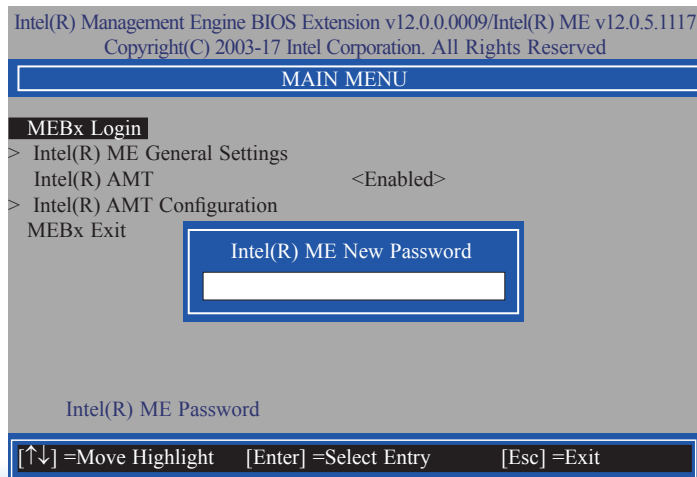 Intel(R) Management Engine BIOS Extension v12.0.0.0009/Intel(R) ME v12.0.5.1117
Copyright(C) 2003-17 Intel Corporation. All Rights Reserved
MAIN MENU
MEBx Login
> Intel(R) ME General Settings
Intel(R) AMT <Enabled>
> Intel(R) AMT Configuration
MEBx Exit
Intel(R) ME New Password
Intel(R) ME Password
[↑↓] =Move Highlight [Enter] =Select Entry [Esc] =Exit